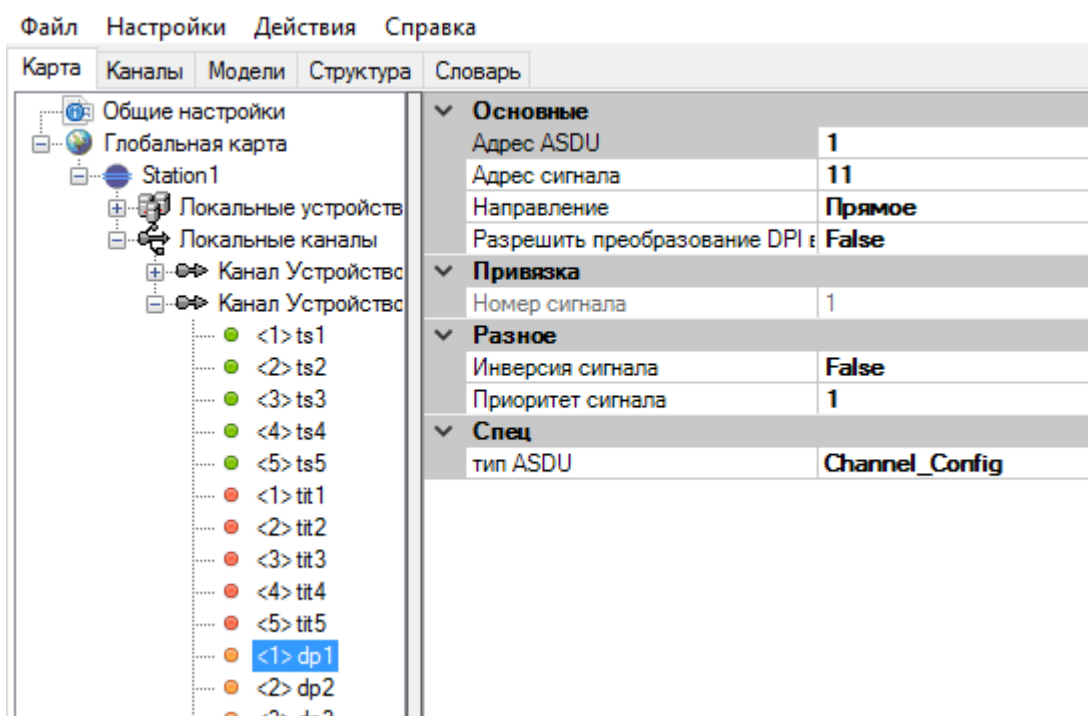 Файл Настройки Действия Справка
Карта Каналы Модели Структура Словарь
Общие настройки
Глобальная карта
Station1
Локальные устройств
Локальные каналы
Канал Устройство
Канал Устройство
<1> ts1
<2> ts2
<3> ts3
<4> ts4
<5> ts5
<1> tit1
<2> tit2
<3> tit3
<4> tit4
<5> tit5
<1> dp1
<2> dp2
Основные
Адрес ASDU 1
Адрес сигнала 11
Направление Прямое
Разрешить преобразование DPI в False
Привязка
Номер сигнала 1
Разное
Инверсия сигнала False
Приоритет сигнала 1
Спец
тип ASDU Channel_Config